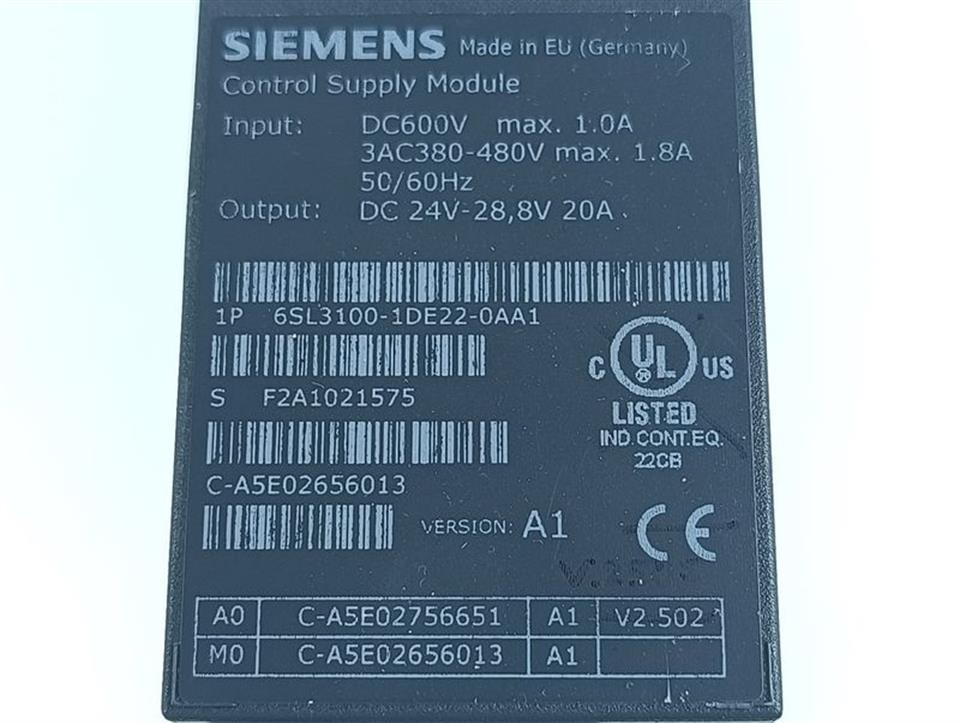 SIEMENS Made in EU (Germany)
Control Supply Module
Input: DC600V max. 1.0A
3AC380-480V max. 1.8A
50/60Hz
Output: DC 24V-28,8V 20A
1P 6SL3100-1DE22-0AA1
S F2A1021575
C UL US
LISTED
IND.CONT.EQ.
22CB
C-A5E02656013
VERSION: A1
CE
A0 C-A5E02756651 A1 V2.502
M0 C-A5E02656013 A1